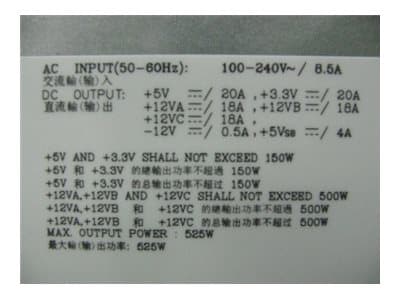 AC INPUT(50-60Hz): 100-240V~/ 8.5A
交流輸(输)入
DC OUTPUT: +5V ⎓/ 20A ,+3.3V ⎓/ 20A
直流輸(输)出 +12VA ⎓/ 18A ,+12VB ⎓/ 18A
+12VC ⎓/ 18A ,
-12V ⎓/ 0.5A ,+5VSB ⎓/ 4A
+5V AND +3.3V SHALL NOT EXCEED 150W
+5V 和 +3.3V 的總輸出功率不超過 150W
+5V 和 +3.3V 的总输出功率不超过 150W
+12VA,+12VB AND +12VC SHALL NOT EXCEED 500W
+12VA,+12VB 和 +12VC 的總輸出功率不超過 500W
+12VA,+12VB 和 +12VC 的总输出功率不超过 500W
MAX. OUTPUT POWER : 525W
最大輸(输)出功率: 525W